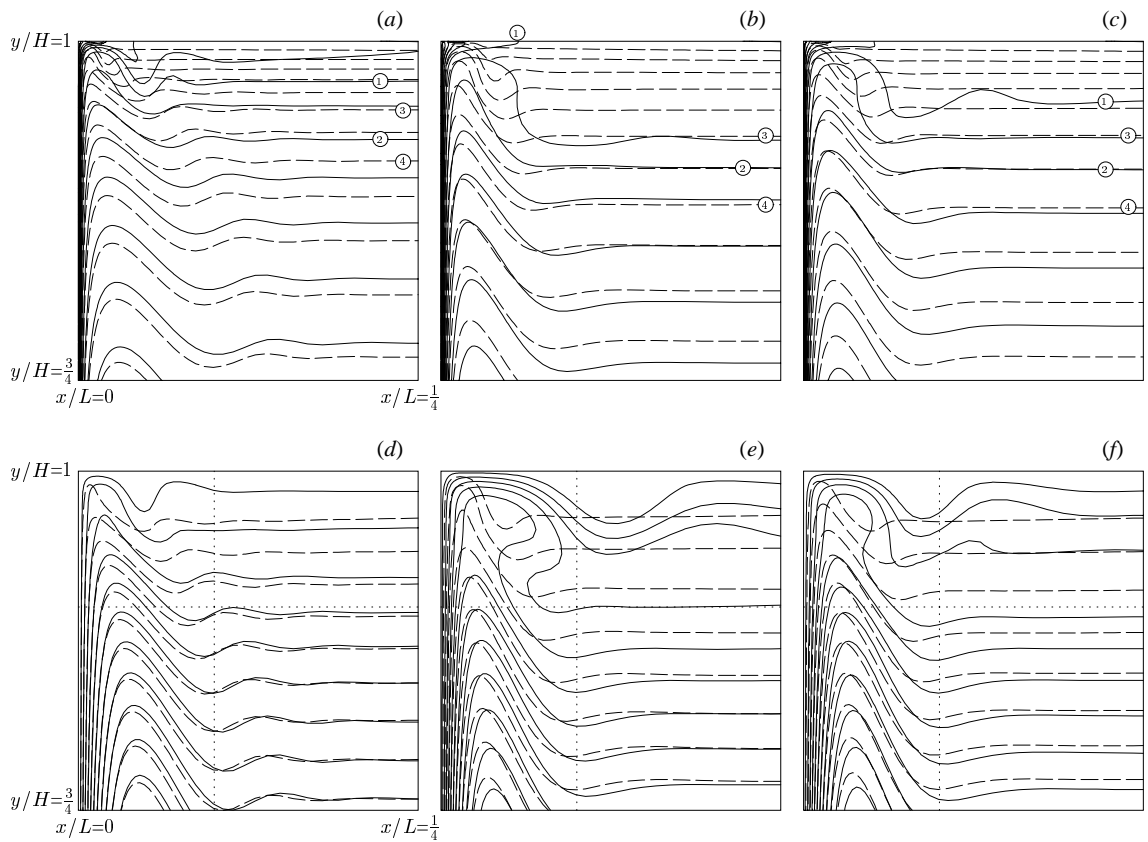 (a) (b) (c)
y/H=1
1
1
3
3
1
3
2
2
2
4
4
4
y/H=3/4
x/L=0 x/L=1/4
(d) (e) (f)
y/H=1
y/H=3/4
x/L=0 x/L=1/4